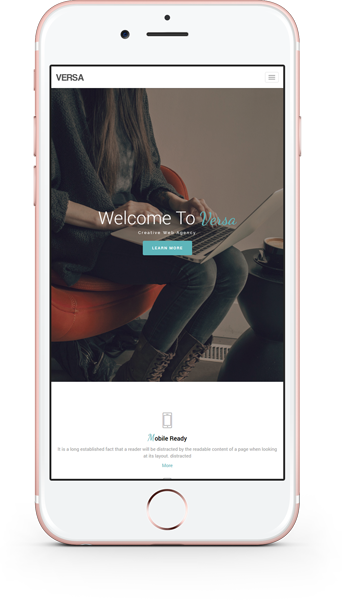 VERSA
Welcome To Versa
Creative Web Agency
LEARN MORE
Mobile Ready
It is a long established fact that a reader will be distracted by the readable content of a page when looking
at its layout. distracted
More